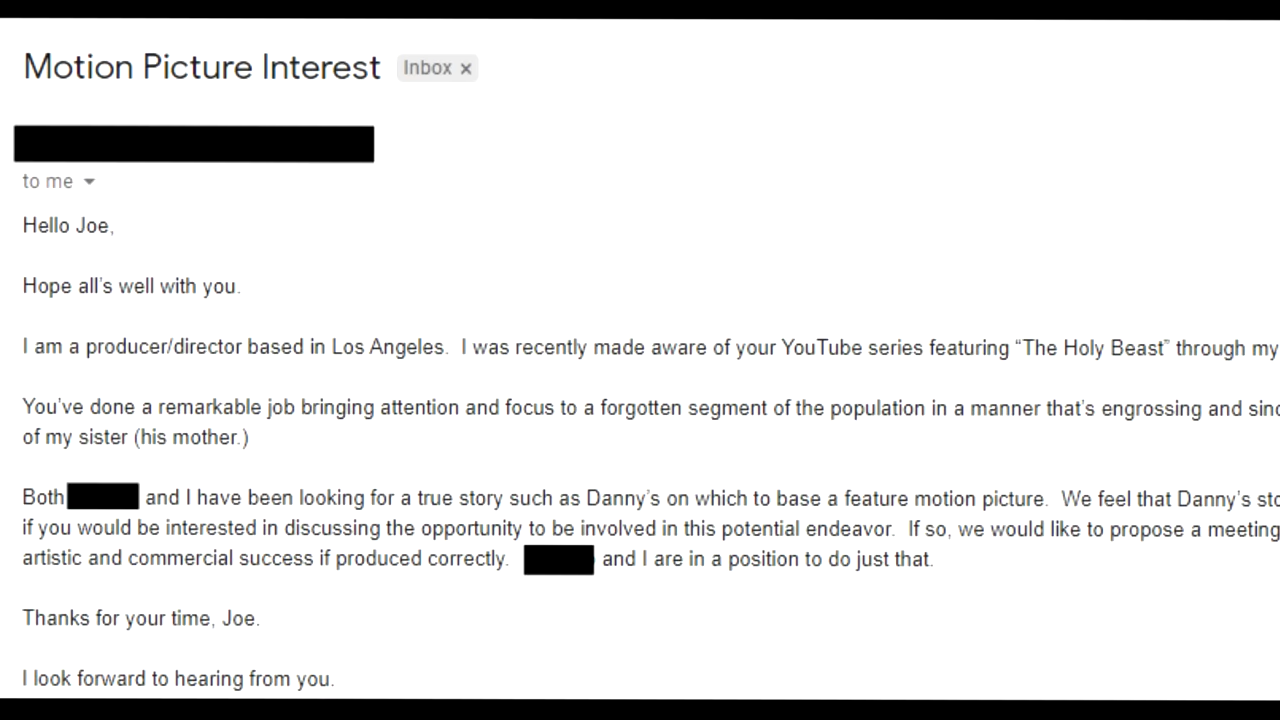 Motion Picture Interest Inbox x
to me
Hello Joe,
Hope all's well with you.
I am a producer/director based in Los Angeles.  I was recently made aware of your YouTube series featuring “The Holy Beast” through my
You've done a remarkable job bringing attention and focus to a forgotten segment of the population in a manner that's engrossing and sinc
of my sister (his mother.)
Both and I have been looking for a true story such as Danny's on which to base a feature motion picture.  We feel that Danny's sto
if you would be interested in discussing the opportunity to be involved in this potential endeavor.  If so, we would like to propose a meeting
artistic and commercial success if produced correctly. and I are in a position to do just that.
Thanks for your time, Joe.
I look forward to hearing from you.